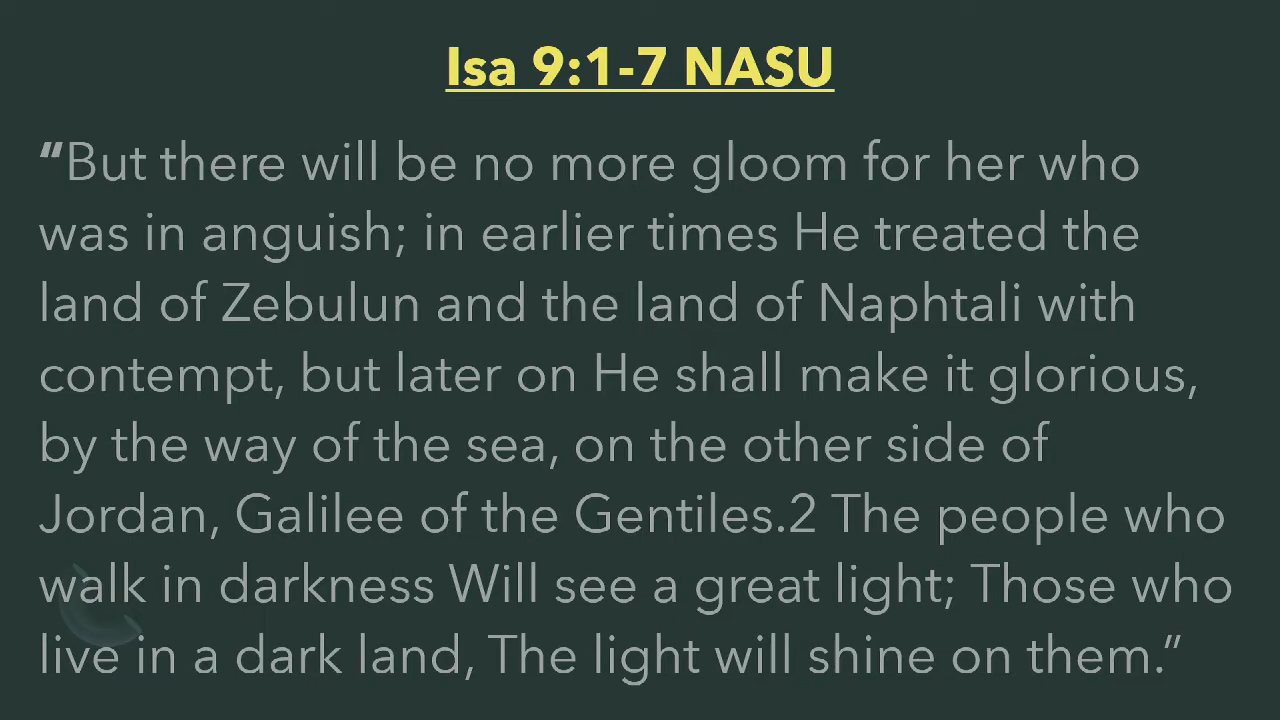 Isa 9:1-7 NASU
“But there will be no more gloom for her who
was in anguish; in earlier times He treated the
land of Zebulun and the land of Naphtali with
contempt, but later on He shall make it glorious,
by the way of the sea, on the other side of
Jordan, Galilee of the Gentiles.2 The people who
walk in darkness Will see a great light; Those who
live in a dark land, The light will shine on them.”